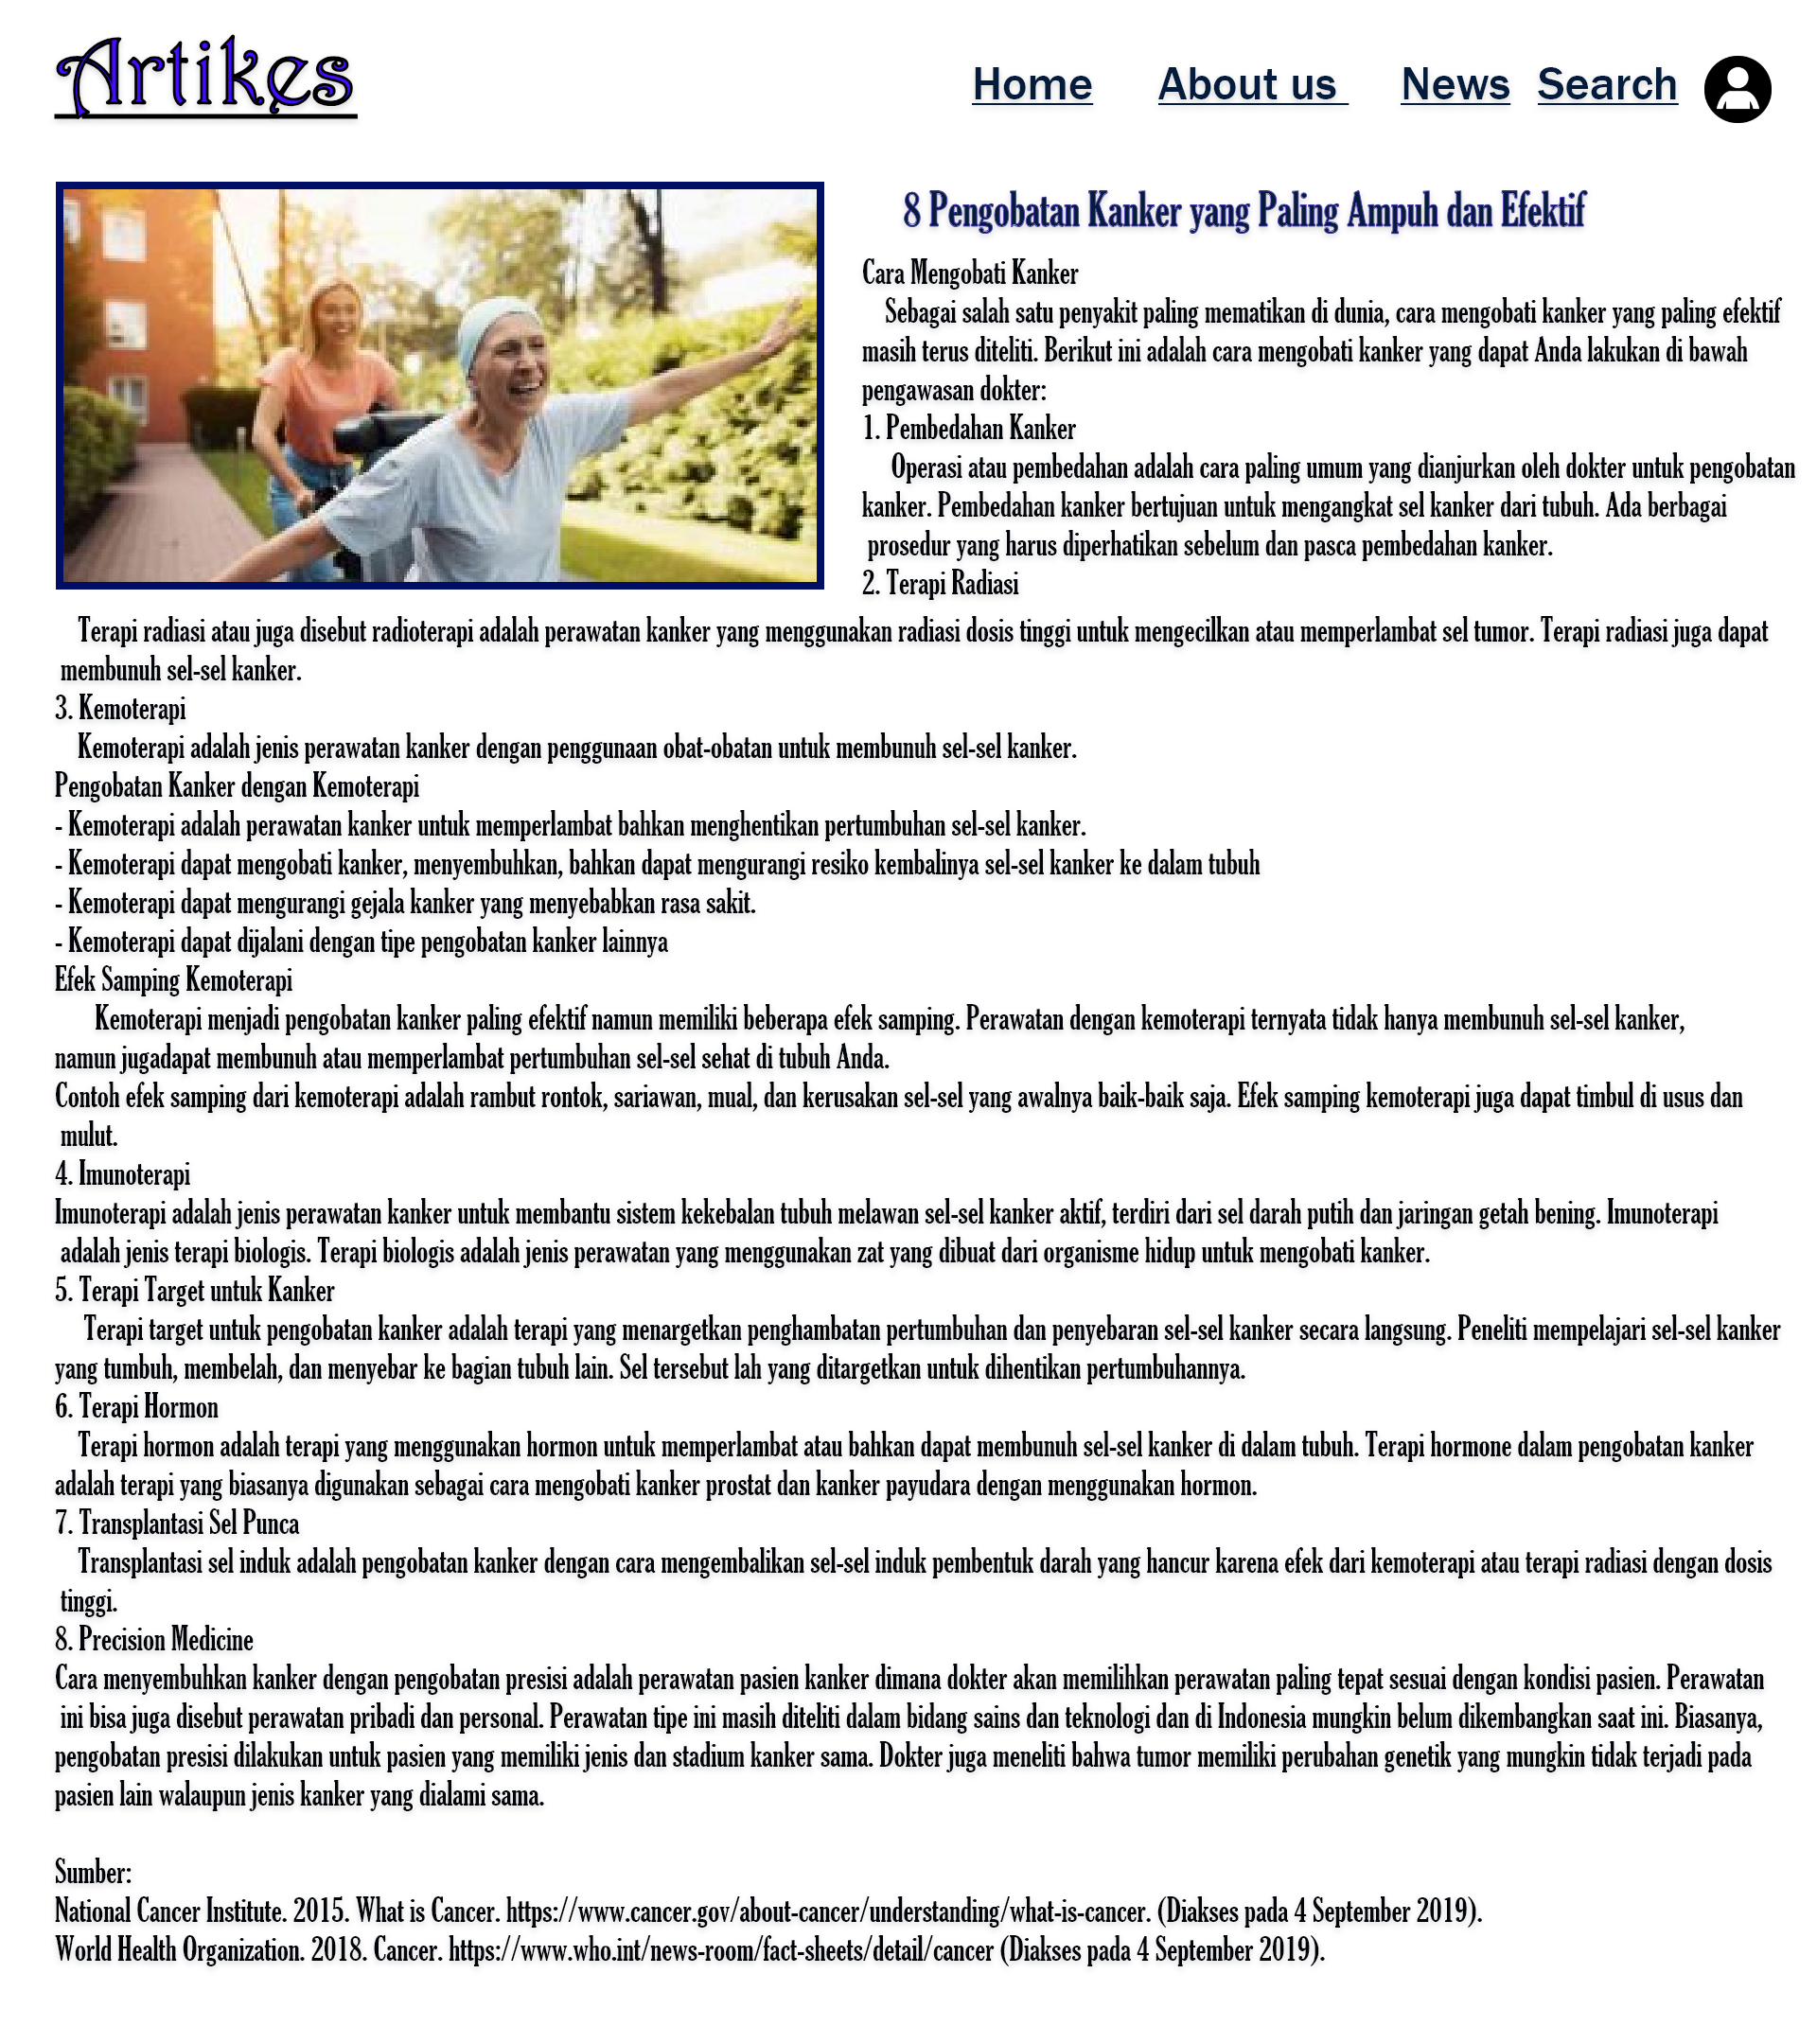 Artikes
Home About us News Search
8 Pengobatan Kanker yang Paling Ampuh dan Efektif
Cara Mengobati Kanker
Sebagai salah satu penyakit paling mematikan di dunia, cara mengobati kanker yang paling efektif
masih terus diteliti. Berikut ini adalah cara mengobati kanker yang dapat Anda lakukan di bawah
pengawasan dokter:
1. Pembedahan Kanker
Operasi atau pembedahan adalah cara paling umum yang dianjurkan oleh dokter untuk pengobatan
kanker. Pembedahan kanker bertujuan untuk mengangkat sel kanker dari tubuh. Ada berbagai
prosedur yang harus diperhatikan sebelum dan pasca pembedahan kanker.
2. Terapi Radiasi
Terapi radiasi atau juga disebut radioterapi adalah perawatan kanker yang menggunakan radiasi dosis tinggi untuk mengecilkan atau memperlambat sel tumor. Terapi radiasi juga dapat
membunuh sel-sel kanker.
3. Kemoterapi
Kemoterapi adalah jenis perawatan kanker dengan penggunaan obat-obatan untuk membunuh sel-sel kanker.
Pengobatan Kanker dengan Kemoterapi
- Kemoterapi adalah perawatan kanker untuk memperlambat bahkan menghentikan pertumbuhan sel-sel kanker.
- Kemoterapi dapat mengobati kanker, menyembuhkan, bahkan dapat mengurangi resiko kembalinya sel-sel kanker ke dalam tubuh
- Kemoterapi dapat mengurangi gejala kanker yang menyebabkan rasa sakit.
- Kemoterapi dapat dijalani dengan tipe pengobatan kanker lainnya
Efek Samping Kemoterapi
Kemoterapi menjadi pengobatan kanker paling efektif namun memiliki beberapa efek samping. Perawatan dengan kemoterapi ternyata tidak hanya membunuh sel-sel kanker,
namun jugadapat membunuh atau memperlambat pertumbuhan sel-sel sehat di tubuh Anda.
Contoh efek samping dari kemoterapi adalah rambut rontok, sariawan, mual, dan kerusakan sel-sel yang awalnya baik-baik saja. Efek samping kemoterapi juga dapat timbul di usus dan
mulut.
4. Imunoterapi
Imunoterapi adalah jenis perawatan kanker untuk membantu sistem kekebalan tubuh melawan sel-sel kanker aktif, terdiri dari sel darah putih dan jaringan getah bening. Imunoterapi
adalah jenis terapi biologis. Terapi biologis adalah jenis perawatan yang menggunakan zat yang dibuat dari organisme hidup untuk mengobati kanker.
5. Terapi Target untuk Kanker
Terapi target untuk pengobatan kanker adalah terapi yang menargetkan penghambatan pertumbuhan dan penyebaran sel-sel kanker secara langsung. Peneliti mempelajari sel-sel kanker
yang tumbuh, membelah, dan menyebar ke bagian tubuh lain. Sel tersebut lah yang ditargetkan untuk dihentikan pertumbuhannya.
6. Terapi Hormon
Terapi hormon adalah terapi yang menggunakan hormon untuk memperlambat atau bahkan dapat membunuh sel-sel kanker di dalam tubuh. Terapi hormone dalam pengobatan kanker
adalah terapi yang biasanya digunakan sebagai cara mengobati kanker prostat dan kanker payudara dengan menggunakan hormon.
7. Transplantasi Sel Punca
Transplantasi sel induk adalah pengobatan kanker dengan cara mengembalikan sel-sel induk pembentuk darah yang hancur karena efek dari kemoterapi atau terapi radiasi dengan dosis
tinggi.
8. Precision Medicine
Cara menyembuhkan kanker dengan pengobatan presisi adalah perawatan pasien kanker dimana dokter akan memilihkan perawatan paling tepat sesuai dengan kondisi pasien. Perawatan
ini bisa juga disebut perawatan pribadi dan personal. Perawatan tipe ini masih diteliti dalam bidang sains dan teknologi dan di Indonesia mungkin belum dikembangkan saat ini. Biasanya,
pengobatan presisi dilakukan untuk pasien yang memiliki jenis dan stadium kanker sama. Dokter juga meneliti bahwa tumor memiliki perubahan genetik yang mungkin tidak terjadi pada
pasien lain walaupun jenis kanker yang dialami sama.
Sumber:
National Cancer Institute. 2015. What is Cancer. https://www.cancer.gov/about-cancer/understanding/what-is-cancer. (Diakses pada 4 September 2019).
World Health Organization. 2018. Cancer. https://www.who.int/news-room/fact-sheets/detail/cancer (Diakses pada 4 September 2019).